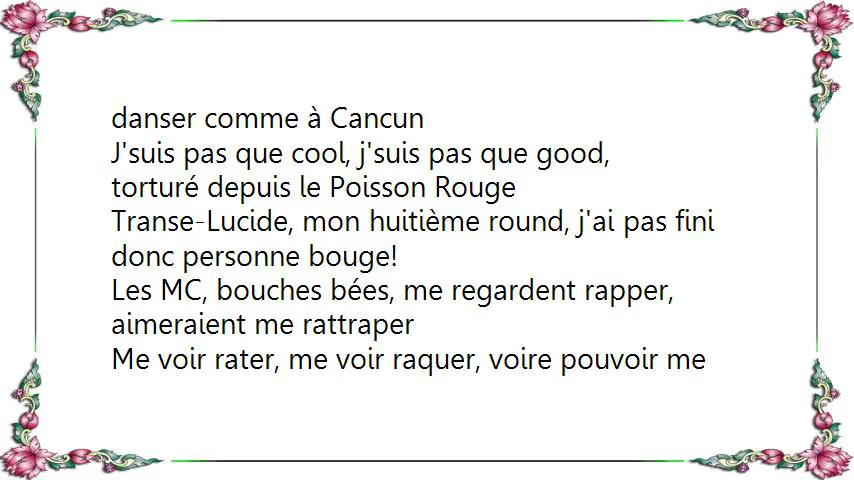 danser comme à Cancun
J'suis pas que cool, j'suis pas que good,
torturé depuis le Poisson Rouge
Transe-Lucide, mon huitième round, j'ai pas fini
donc personne bouge!
Les MC, bouches bées, me regardent rapper,
aimeraient me rattraper
Me voir rater, me voir raquer, voire pouvoir me